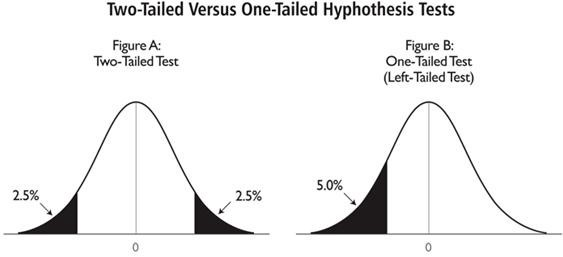 Two-Tailed Versus One-Tailed Hyphothesis Tests
Figure A:
Two-Tailed Test
2.5%
2.5%
0
Figure B:
One-Tailed Test
(Left-Tailed Test)
5.0%
0